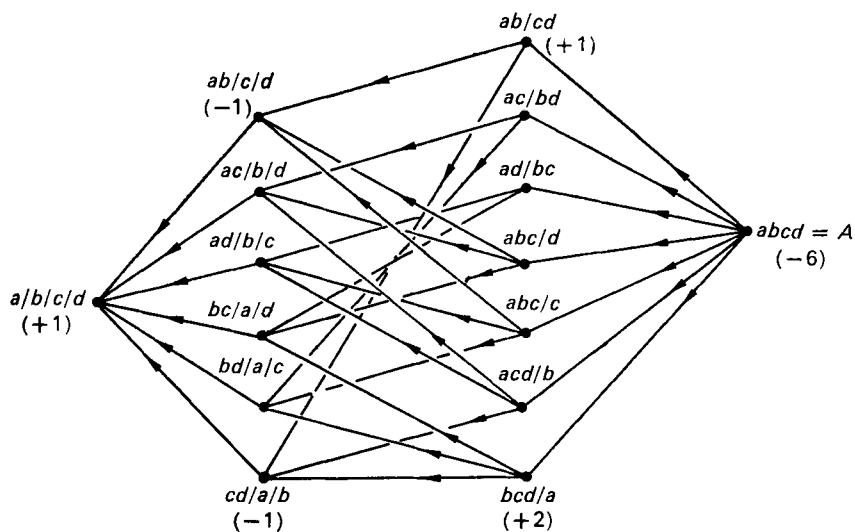 ab/cd
(+1)
ab/c/d
(−1)
ac/bd
ac/b/d
ad/bc
ad/b/c
abc/d
abcd = A
(−6)
a/b/c/d
(+1)
bc/a/d
abc/c
bd/a/c
acd/b
cd/a/b
(−1)
bcd/a
(+2)